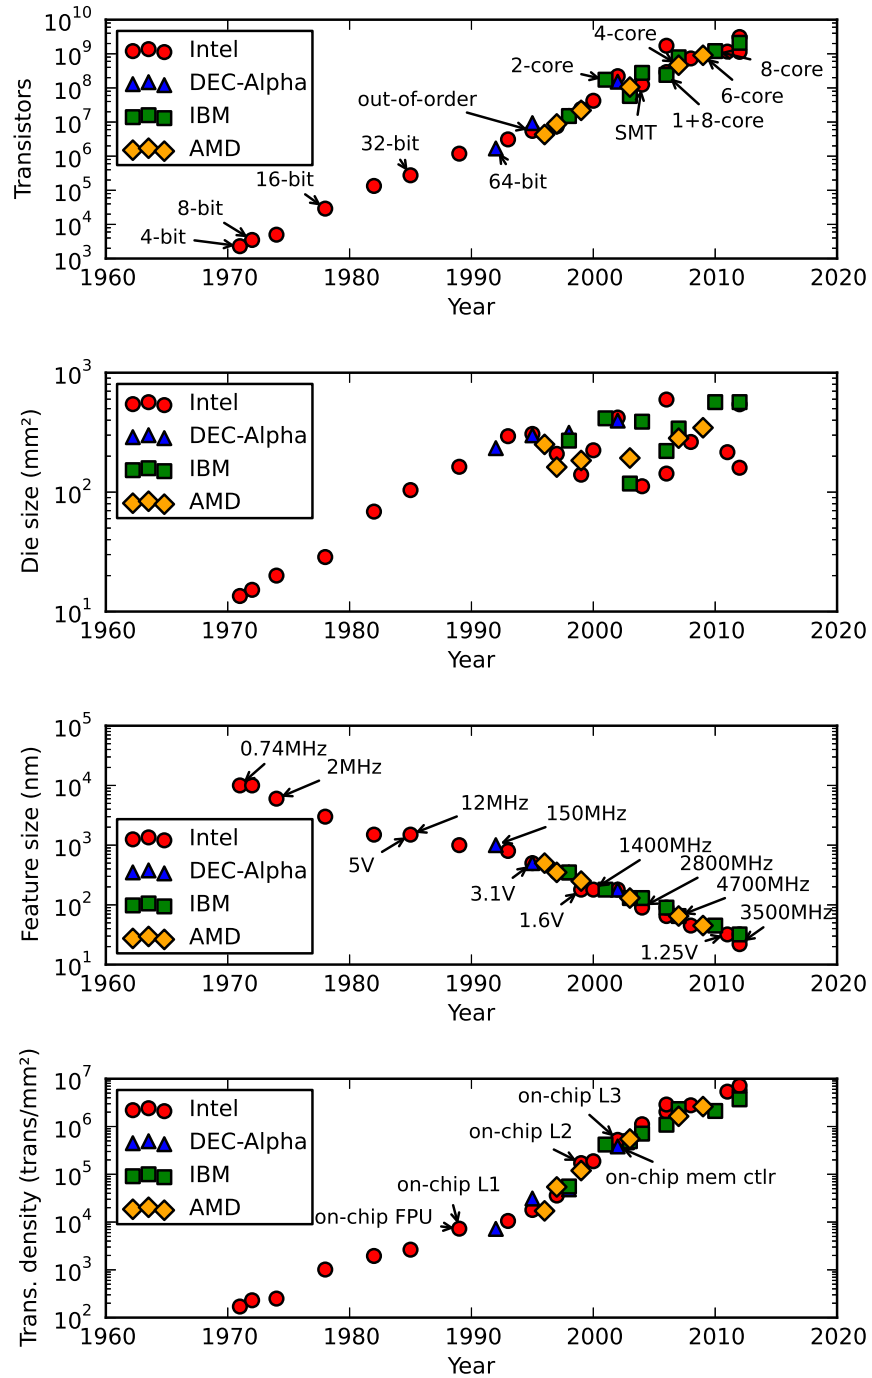 Transistors
10^10
10^9
10^8
10^7
10^6
10^5
10^4
10^3
Intel
DEC-Alpha
IBM
AMD
4-bit
8-bit
16-bit
32-bit
64-bit
out-of-order
2-core
4-core
SMT
1+8-core
6-core
8-core
1960 1970 1980 1990 2000 2010 2020
Year
Die size (mm²)
10^3
10^2
10^1
Intel
DEC-Alpha
IBM
AMD
1960 1970 1980 1990 2000 2010 2020
Year
Feature size (nm)
10^5
10^4
10^3
10^2
10^1
0.74MHz
2MHz
12MHz
5V
150MHz
3.1V
1.6V
1400MHz
2800MHz
4700MHz
3500MHz
1.25V
Intel
DEC-Alpha
IBM
AMD
1960 1970 1980 1990 2000 2010 2020
Year
Trans. density (trans/mm²)
10^7
10^6
10^5
10^4
10^3
10^2
Intel
DEC-Alpha
IBM
AMD
on-chip L3
on-chip L2
on-chip mem ctlr
on-chip L1
on-chip FPU
1960 1970 1980 1990 2000 2010 2020
Year